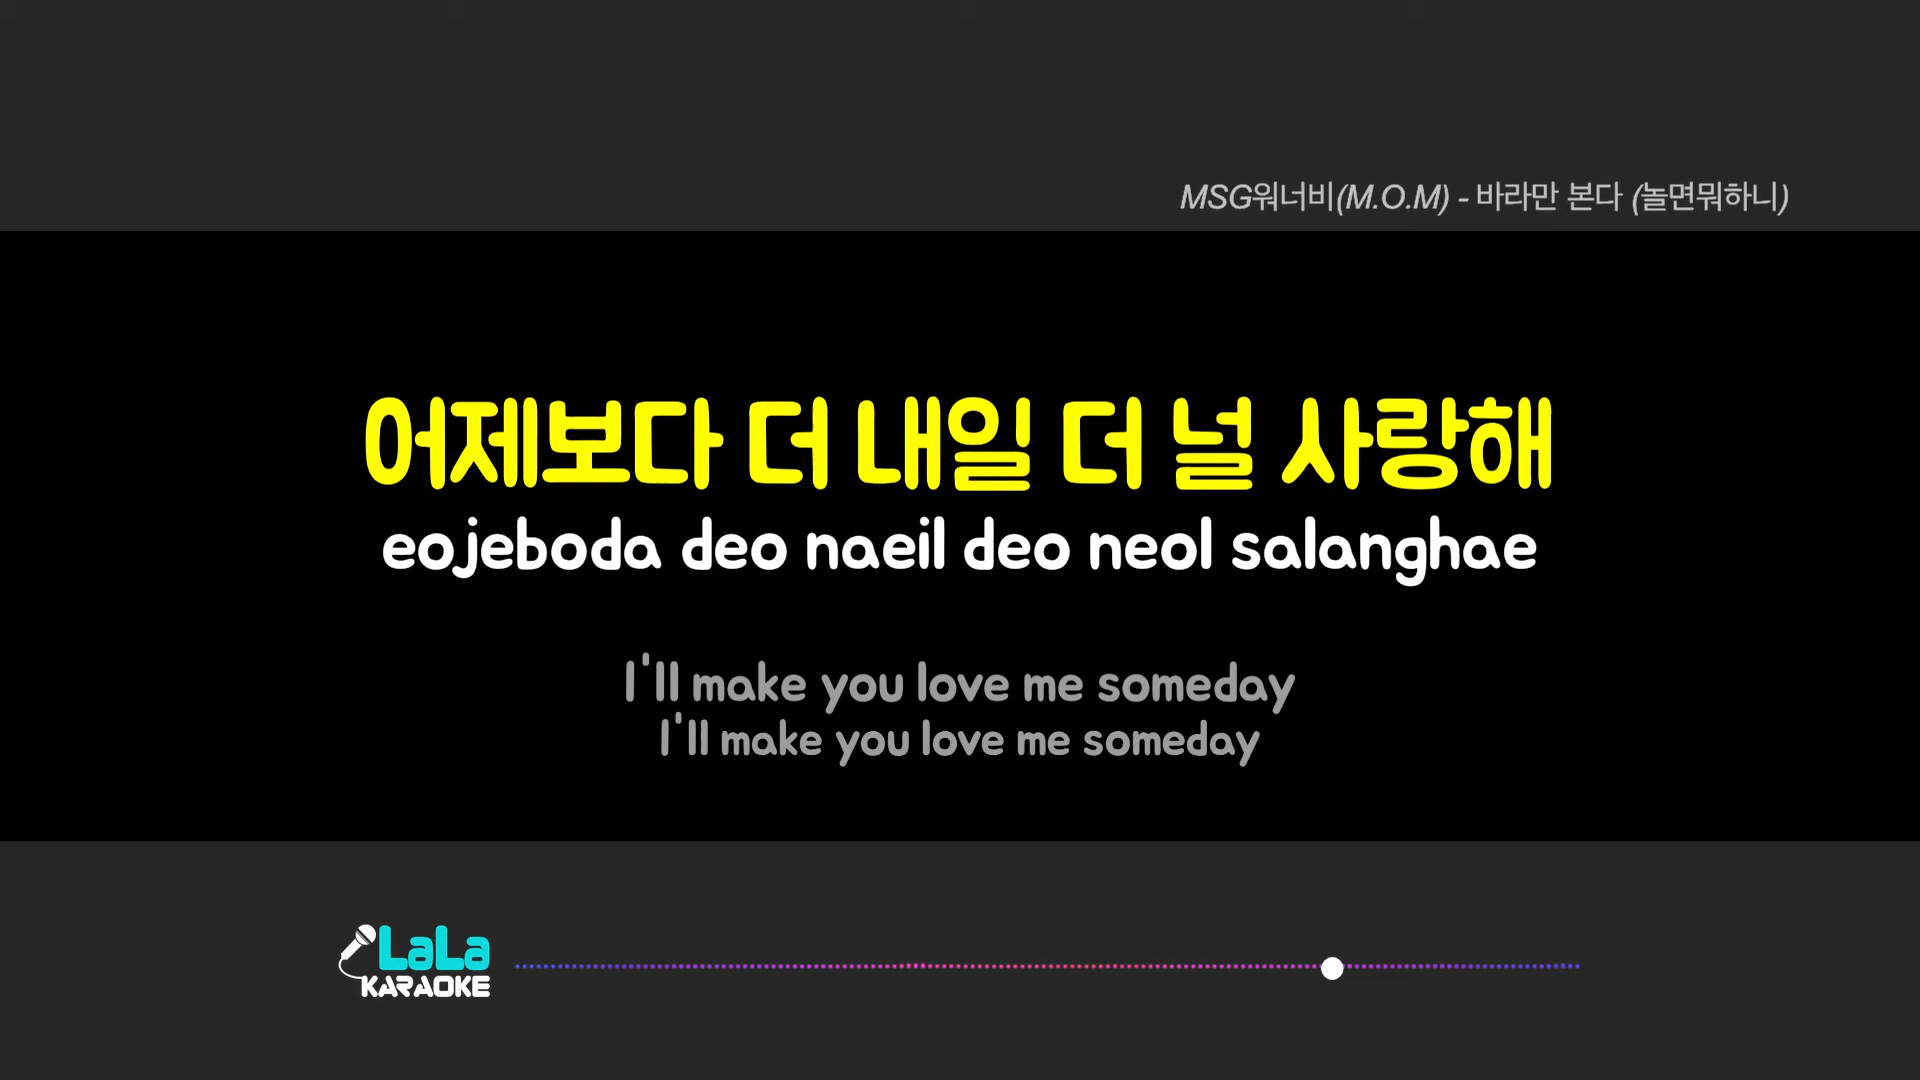 MSG워너비(M.O.M) - 바라만 본다 (놀면뭐하니)
어제보다 더 내일 더 널 사랑해
eojeboda deo naeil deo neol salanghae
I'll make you love me someday
I'll make you love me someday
LaLa
KARAOKE